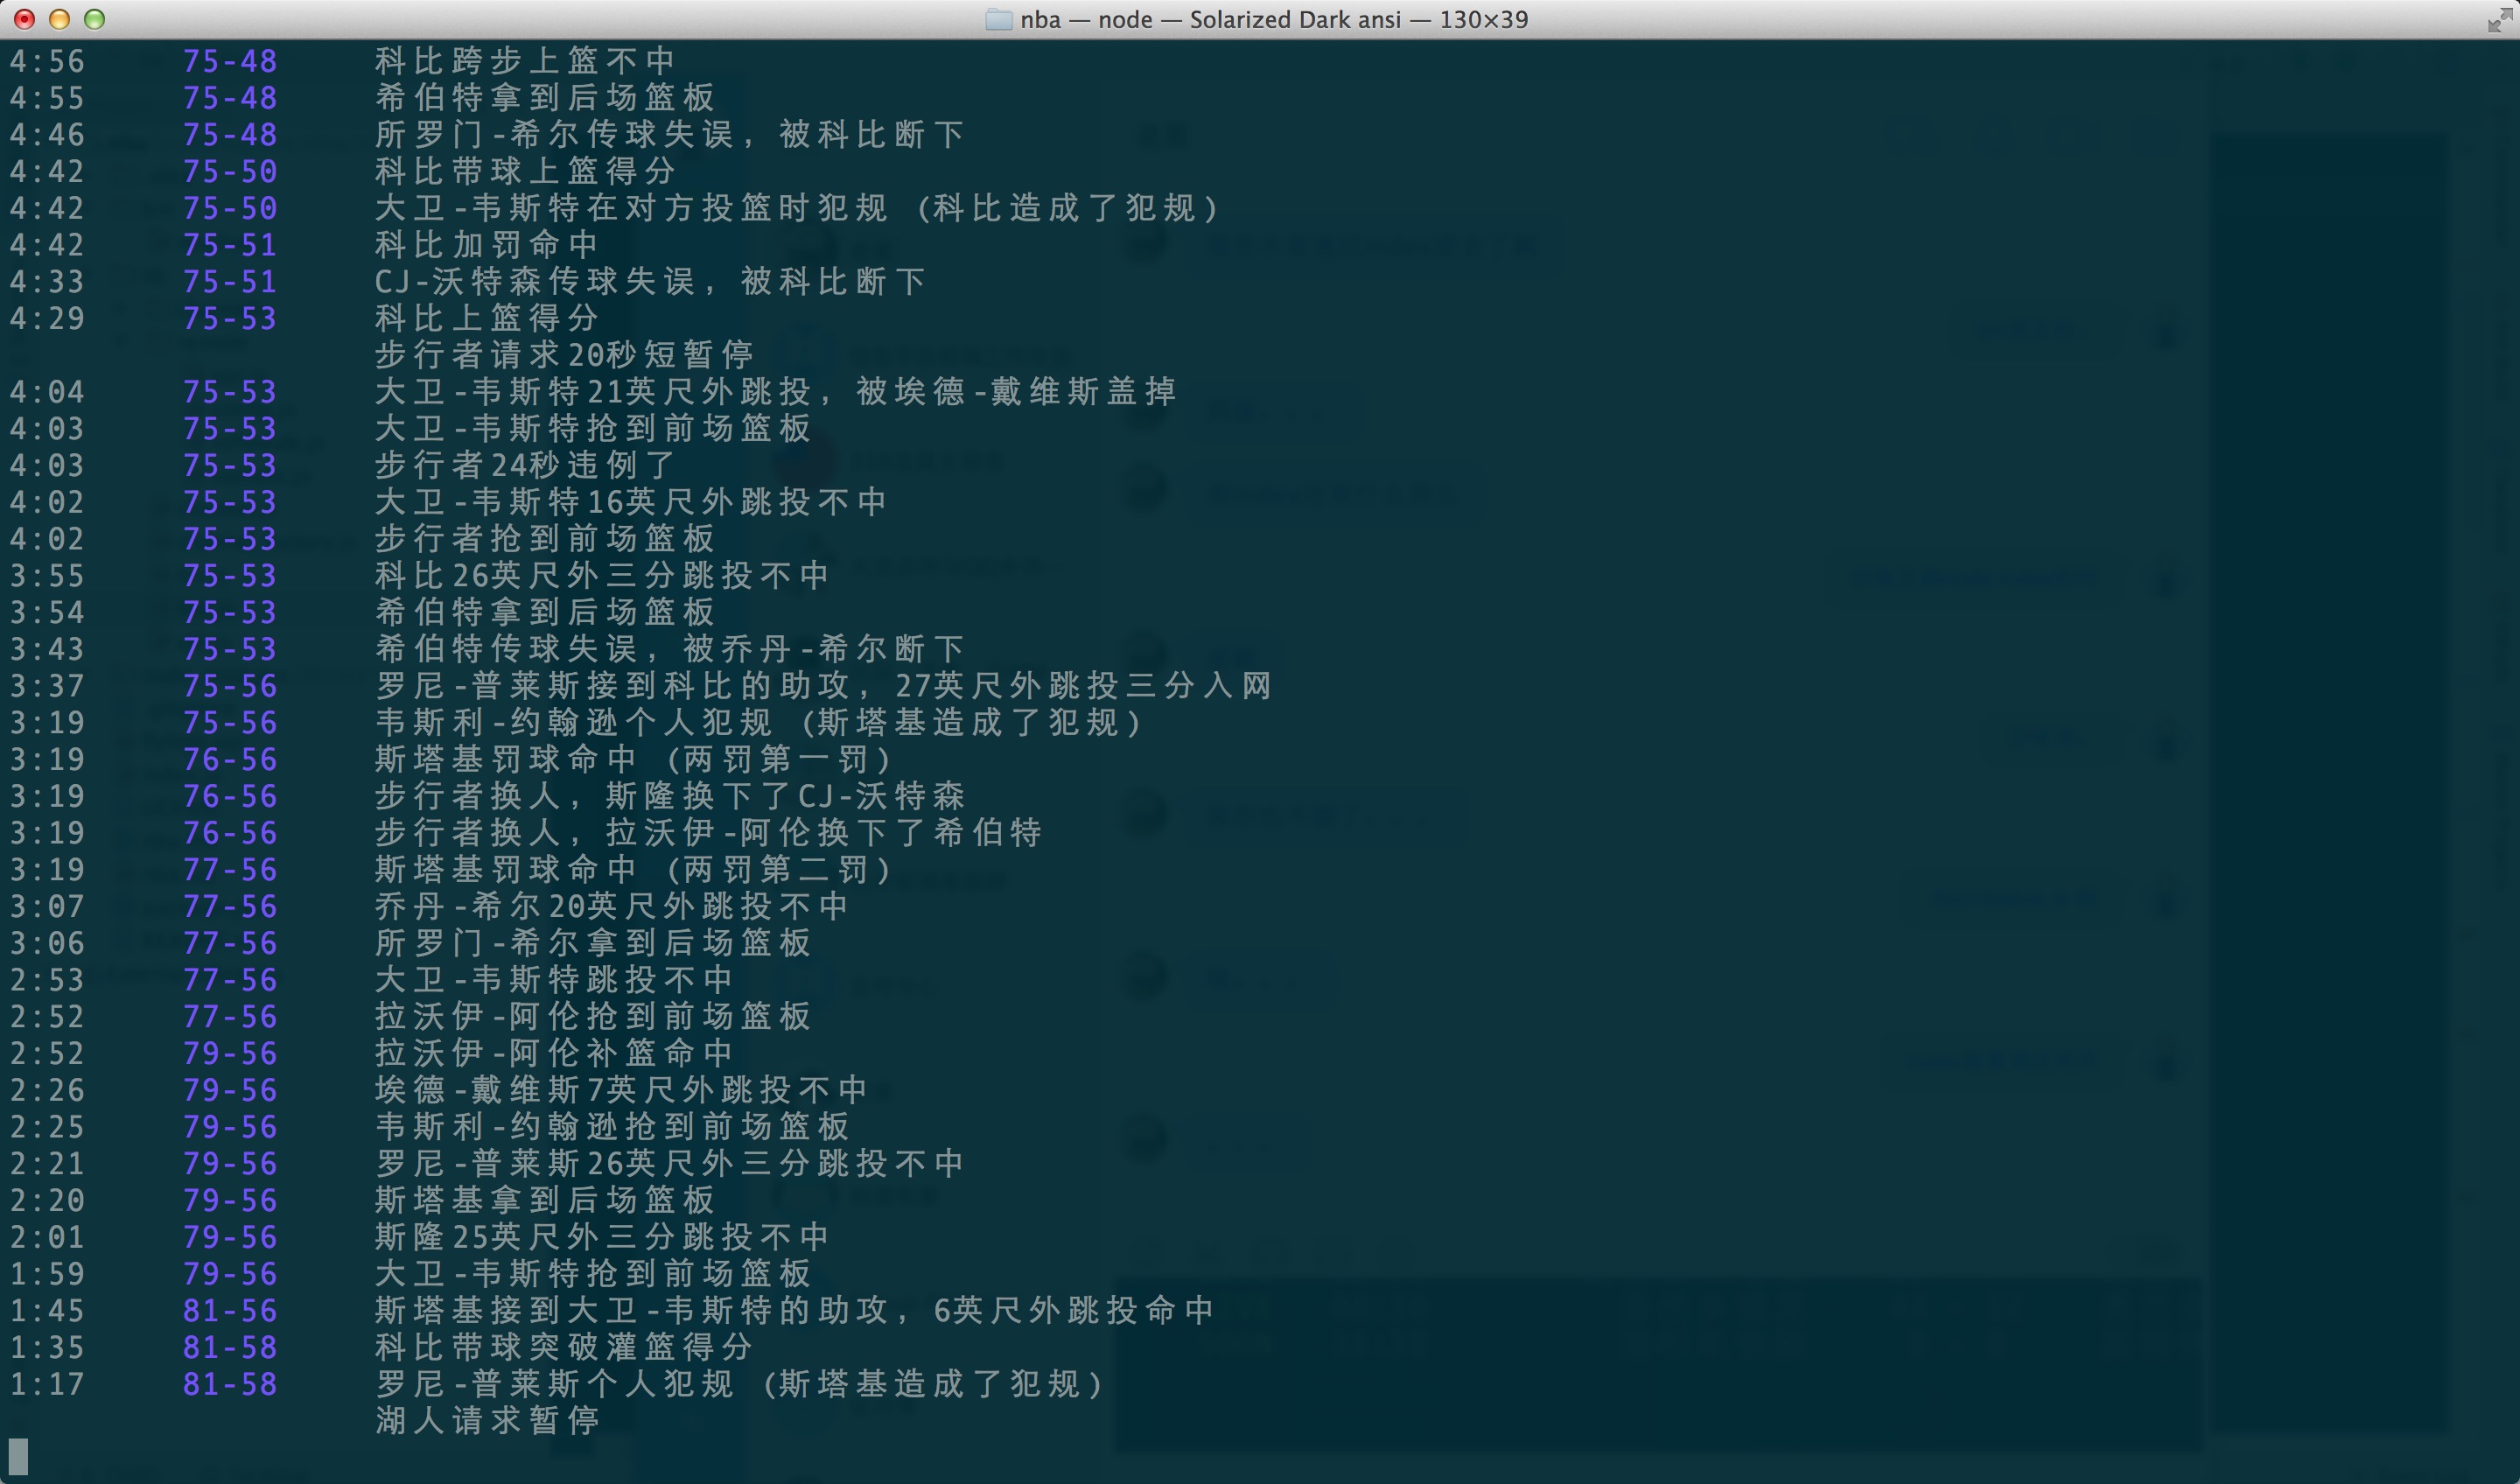 nba — node — Solarized Dark ansi — 130×39
4:56 75-48 科比跨步上篮不中
4:55 75-48 希伯特拿到后场篮板
4:46 75-48 所罗门-希尔传球失误，被科比断下
4:42 75-50 科比带球上篮得分
4:42 75-50 大卫-韦斯特在对方投篮时犯规 (科比造成了犯规)
4:42 75-51 科比加罚命中
4:33 75-51 CJ-沃特森传球失误，被科比断下
4:29 75-53 科比上篮得分
步行者请求20秒短暂停
4:04 75-53 大卫-韦斯特21英尺外跳投，被埃德-戴维斯盖掉
4:03 75-53 大卫-韦斯特抢到前场篮板
4:03 75-53 步行者24秒违例了
4:02 75-53 大卫-韦斯特16英尺外跳投不中
4:02 75-53 步行者抢到前场篮板
3:55 75-53 科比26英尺外三分跳投不中
3:54 75-53 希伯特拿到后场篮板
3:43 75-53 希伯特传球失误，被乔丹-希尔断下
3:37 75-56 罗尼-普莱斯接到科比的助攻，27英尺外跳投三分入网
3:19 75-56 韦斯利-约翰逊个人犯规 (斯塔基造成了犯规)
3:19 76-56 斯塔基罚球命中 (两罚第一罚)
3:19 76-56 步行者换人，斯隆换下了CJ-沃特森
3:19 76-56 步行者换人，拉沃伊-阿伦换下了希伯特
3:19 77-56 斯塔基罚球命中 (两罚第二罚)
3:07 77-56 乔丹-希尔20英尺外跳投不中
3:06 77-56 所罗门-希尔拿到后场篮板
2:53 77-56 大卫-韦斯特跳投不中
2:52 77-56 拉沃伊-阿伦抢到前场篮板
2:52 79-56 拉沃伊-阿伦补篮命中
2:26 79-56 埃德-戴维斯7英尺外跳投不中
2:25 79-56 韦斯利-约翰逊抢到前场篮板
2:21 79-56 罗尼-普莱斯26英尺外三分跳投不中
2:20 79-56 斯塔基拿到后场篮板
2:01 79-56 斯隆25英尺外三分跳投不中
1:59 79-56 大卫-韦斯特抢到前场篮板
1:45 81-56 斯塔基接到大卫-韦斯特的助攻，6英尺外跳投命中
1:35 81-58 科比带球突破灌篮得分
1:17 81-58 罗尼-普莱斯个人犯规 (斯塔基造成了犯规)
湖人请求暂停